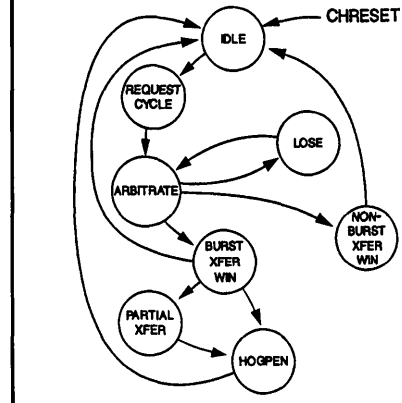 CHRESET
IDLE
REQUEST
CYCLE
LOSE
ARBITRATE
NON-
BURST
XFER
WIN
BURST
XFER
WIN
PARTIAL
XFER
HOGPEN